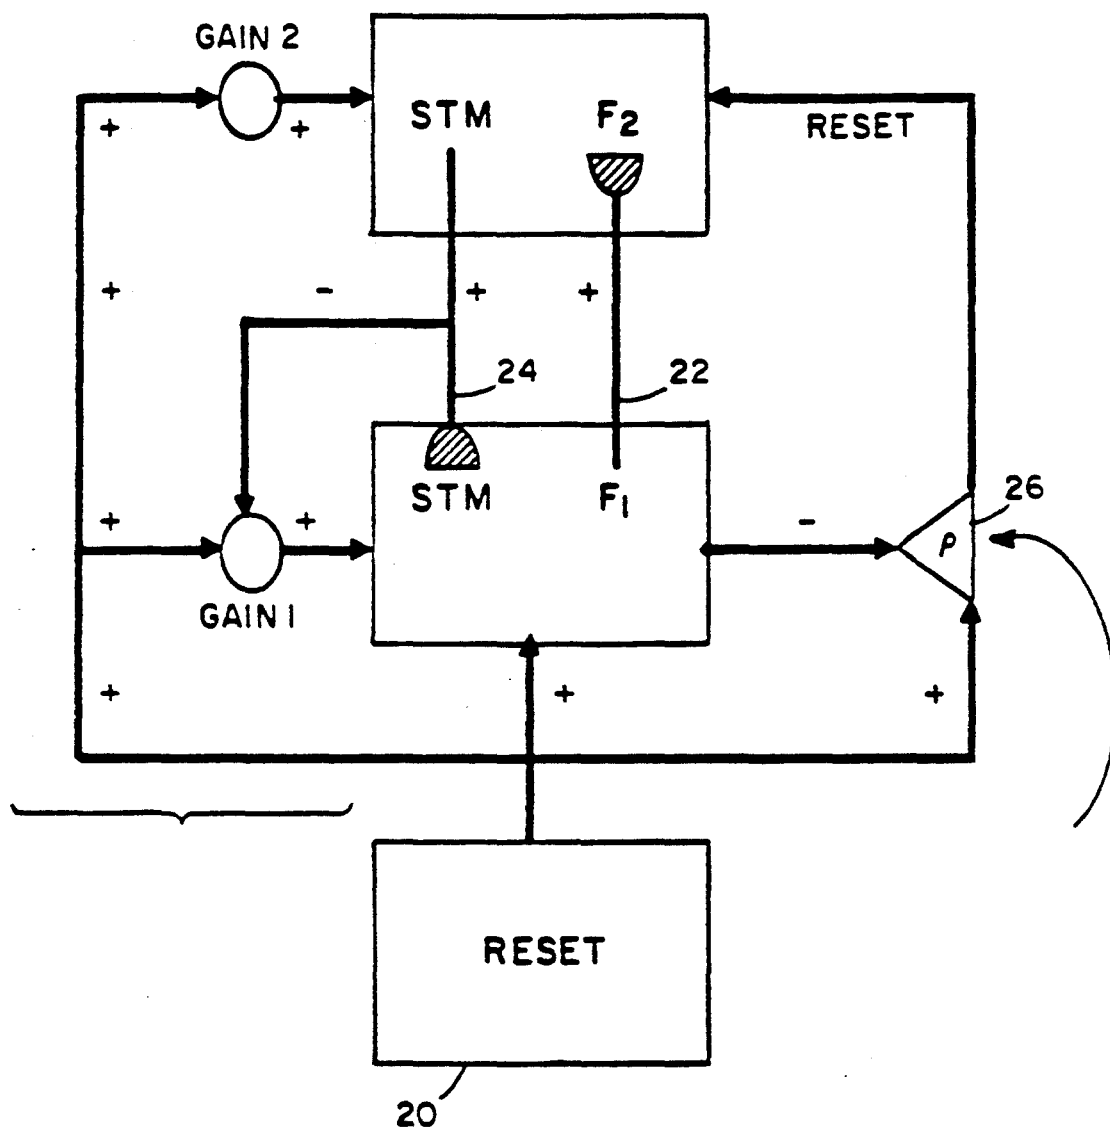 GAIN 2
STM F2
RESET
+ +
+ - + +
24 22
STM F1
26
+ + - ρ
GAIN 1
+ + +
RESET
20